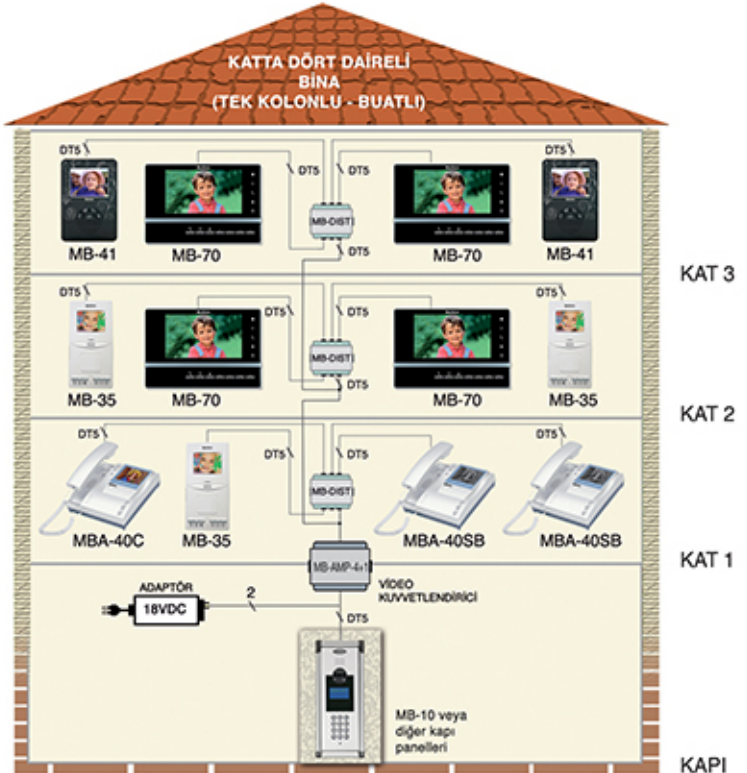 KATTA DÖRT DAİRELİ
BİNA
(TEK KOLONLU - BUATLI)
DT5
DT5
DT5
DT5
MB-DIST
DT5
MB-41
MB-70
MB-70
MB-41
KAT 3
DT5
DT5
DT5
DT5
MB-DIST
DT5
MB-35
MB-70
MB-70
MB-35
KAT 2
DT5
DT5
DT5
DT5
MB-DIST
MBA-40C
MB-35
MBA-40SB
MBA-40SB
KAT 1
MB-AMP-4+1
VİDEO
KUVVETLENDİRİCİ
ADAPTÖR
18VDC
2
DT5
MB-10 veya
diğer kapı
panelleri
KAPI